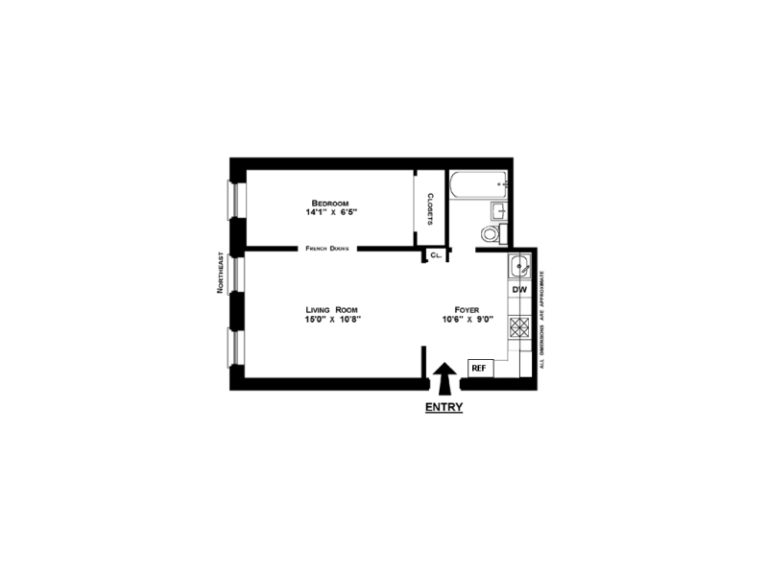 BEDROOM
14'1" X 6'5"
CLOSETS
FRENCH DOORS
CL.
NORTHEAST
LIVING ROOM
15'0" X 10'8"
FOYER
10'6" X 9'0"
DW
REF
ALL DIMENSIONS ARE APPROXIMATE
ENTRY